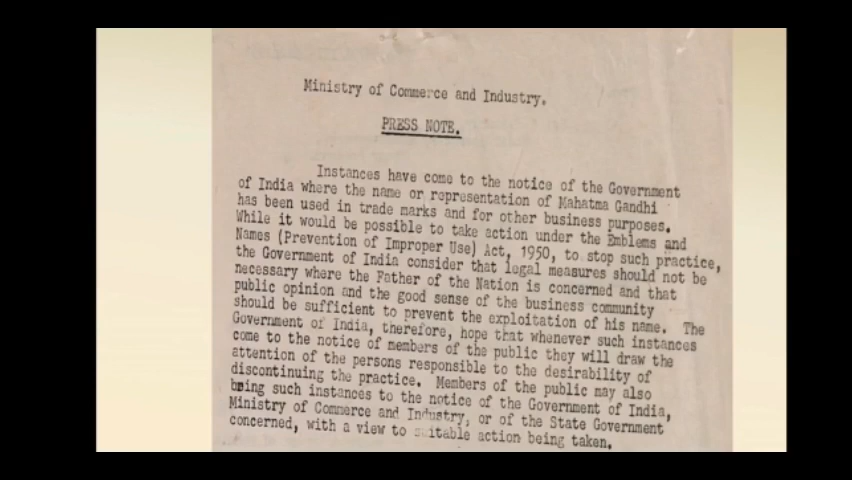 Ministry of Commerce and Industry.
PRESS NOTE.
Instances have come to the notice of the Government
of India where the name or representation of Mahatma Gandhi
has been used in trade marks and for other business purposes.
While it would be possible to take action under the Emblems and
Names (Prevention of Improper Use) Act, 1950, to stop such practice,
the Government of India consider that legal measures should not be
necessary where the Father of the Nation is concerned and that
public opinion and the good sense of the business community
should be sufficient to prevent the exploitation of his name. The
Government of India, therefore, hope that whenever such instances
come to the notice of members of the public they will draw the
attention of the persons responsible to the desirability of
discontinuing the practice. Members of the public may also
bring such instances to the notice of the Government of India,
Ministry of Commerce and Industry, or of the State Government
concerned, with a view to suitable action being taken.